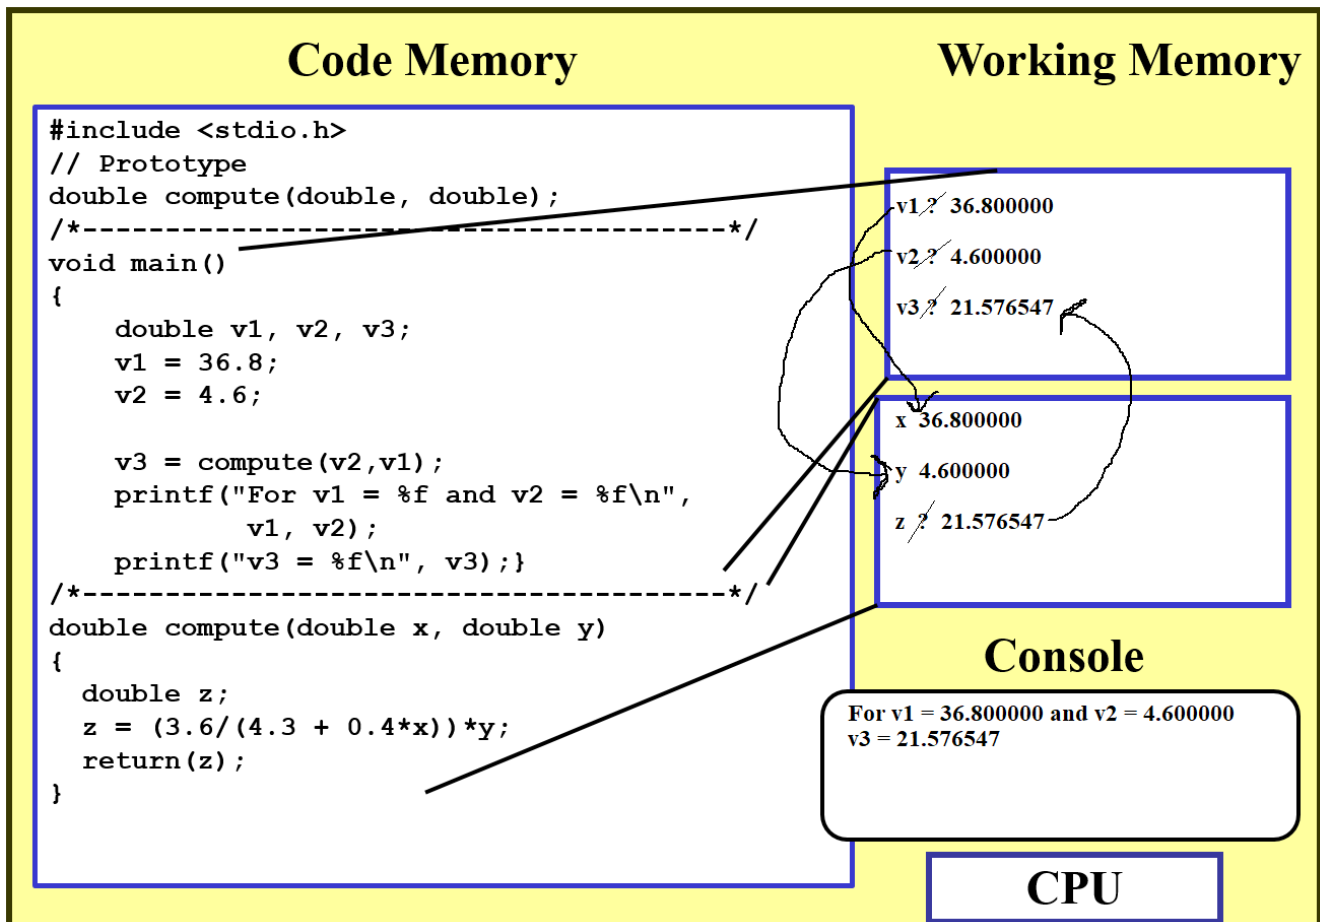 Code Memory
#include <stdio.h>
// Prototype
double compute(double, double);
/*---------------------------------------*/
void main()
{
    double v1, v2, v3;
    v1 = 36.8;
    v2 = 4.6;
    v3 = compute(v2,v1);
    printf("For v1 = %f and v2 = %f\n",
            v1, v2);
    printf("v3 = %f\n", v3);}
/*---------------------------------------*/
double compute(double x, double y)
{
  double z;
  z = (3.6/(4.3 + 0.4*x))*y;
  return(z);
}
Working Memory
v1 ? 36.800000
v2 ? 4.600000
v3 ? 21.576547
x 36.800000
y 4.600000
z ? 21.576547
Console
For v1 = 36.800000 and v2 = 4.600000
v3 = 21.576547
CPU